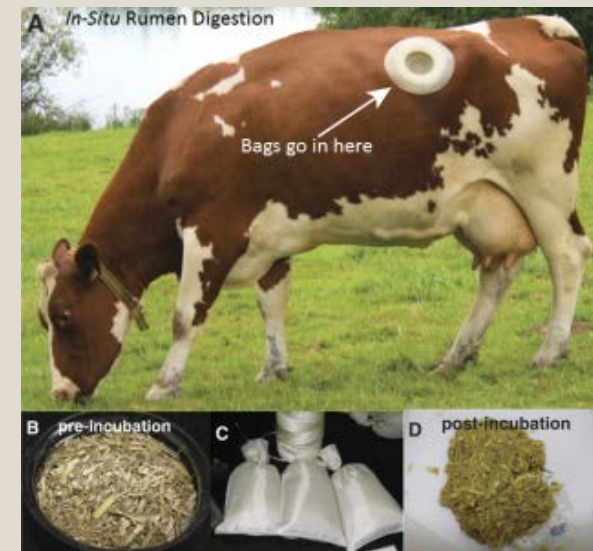 A In-Situ Rumen Digestion
Bags go in here
B pre-incubation
C
D post-incubation